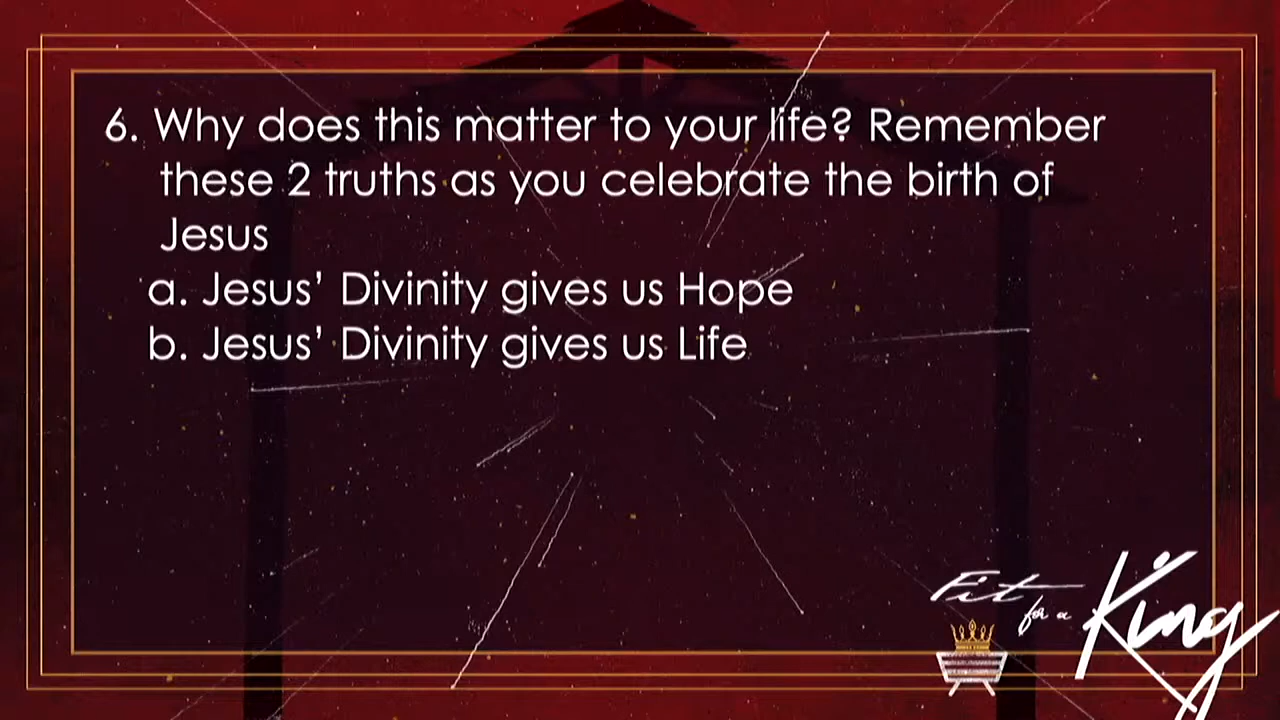 6. Why does this matter to your life? Remember
these 2 truths as you celebrate the birth of
Jesus
a. Jesus’ Divinity gives us Hope
b. Jesus’ Divinity gives us Life
Fit for a King